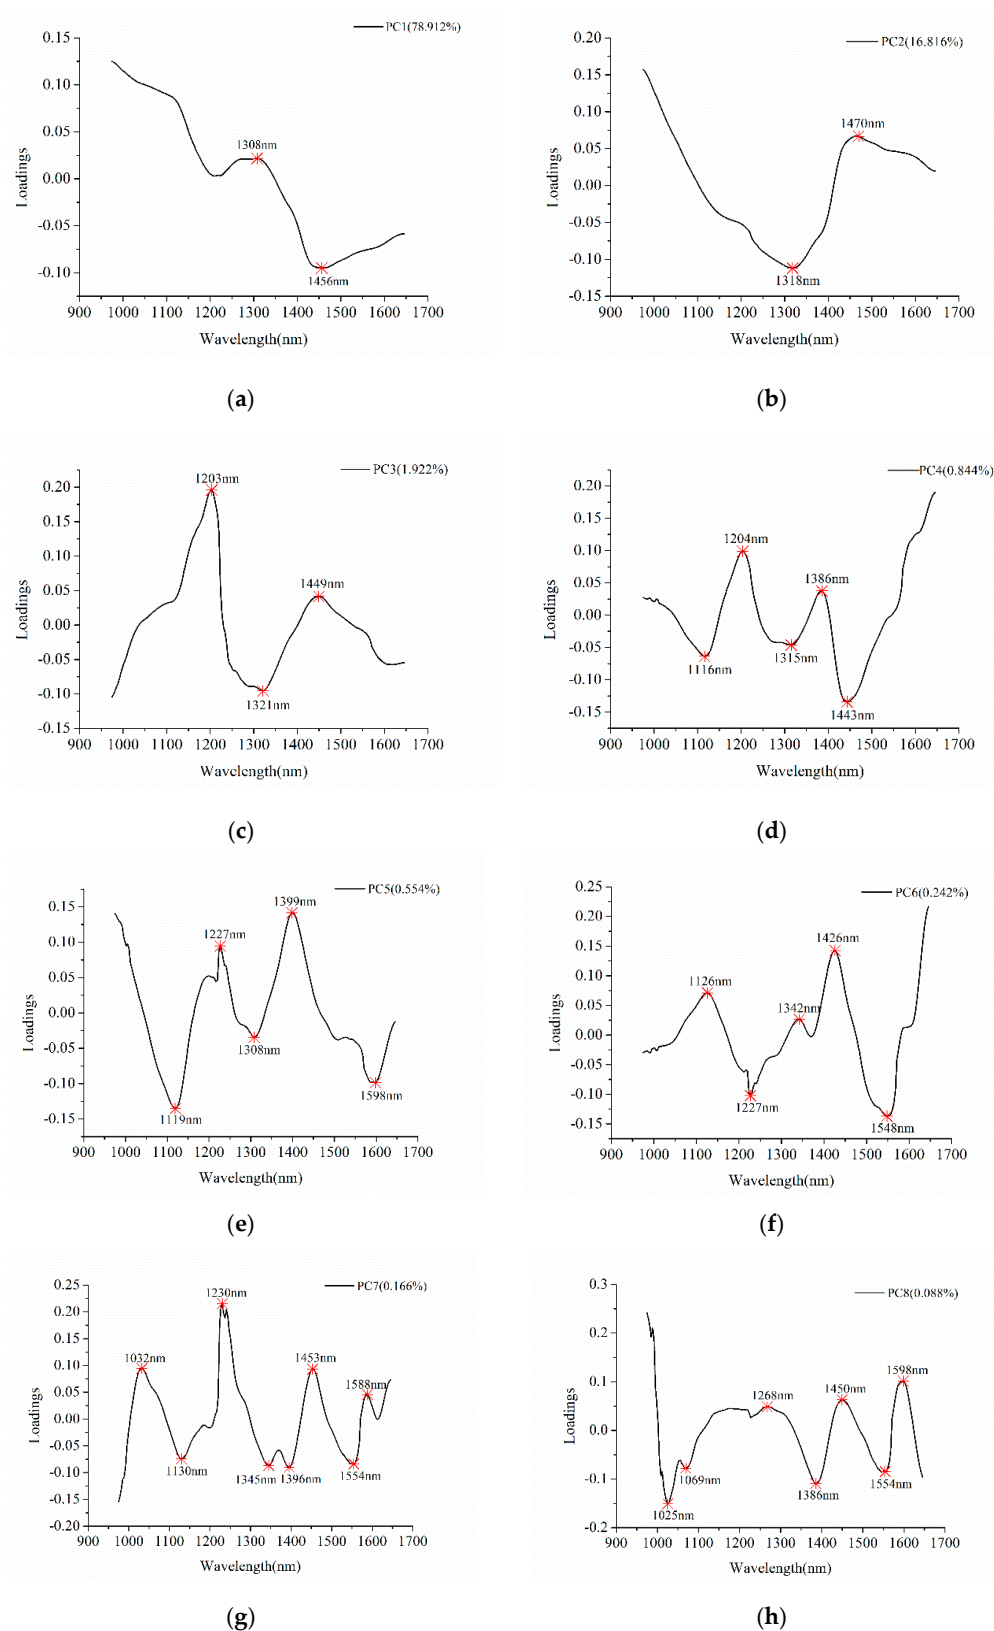 PC1(78.912%)
0.15
0.10
0.05
0.00
-0.05
-0.10
Loadings
1308nm
1456nm
900 1000 1100 1200 1300 1400 1500 1600 1700
Wavelength(nm)
(a)
PC2(16.816%)
0.20
0.15
0.10
0.05
0.00
-0.05
-0.10
-0.15
Loadings
1470nm
1318nm
900 1000 1100 1200 1300 1400 1500 1600 1700
Wavelength(nm)
(b)
PC3(1.922%)
0.20
0.15
0.10
0.05
0.00
-0.05
-0.10
-0.15
Loadings
1203nm
1449nm
1321nm
900 1000 1100 1200 1300 1400 1500 1600 1700
Wavelength(nm)
(c)
PC4(0.844%)
0.20
0.15
0.10
0.05
0.00
-0.05
-0.10
-0.15
Loadings
1204nm
1386nm
1116nm
1315nm
1443nm
900 1000 1100 1200 1300 1400 1500 1600 1700
Wavelength(nm)
(d)
PC5(0.554%)
0.15
0.10
0.05
0.00
-0.05
-0.10
-0.15
Loadings
1399nm
1227nm
1308nm
1598nm
1119nm
900 1000 1100 1200 1300 1400 1500 1600 1700
Wavelength(nm)
(e)
PC6(0.242%)
0.25
0.20
0.15
0.10
0.05
0.00
-0.05
-0.10
-0.15
Loadings
1426nm
1126nm
1342nm
1227nm
1548nm
900 1000 1100 1200 1300 1400 1500 1600 1700
Wavelength(nm)
(f)
PC7(0.166%)
0.25
0.20
0.15
0.10
0.05
0.00
-0.05
-0.10
-0.15
-0.20
Loadings
1230nm
1032nm
1453nm
1588nm
1130nm
1345nm
1396nm
1554nm
900 1000 1100 1200 1300 1400 1500 1600 1700
Wavelength(nm)
(g)
PC8(0.088%)
0.3
0.2
0.1
0.0
-0.1
-0.2
Loadings
1598nm
1268nm
1450nm
1069nm
1386nm
1554nm
1025nm
900 1000 1100 1200 1300 1400 1500 1600 1700
Wavelength(nm)
(h)